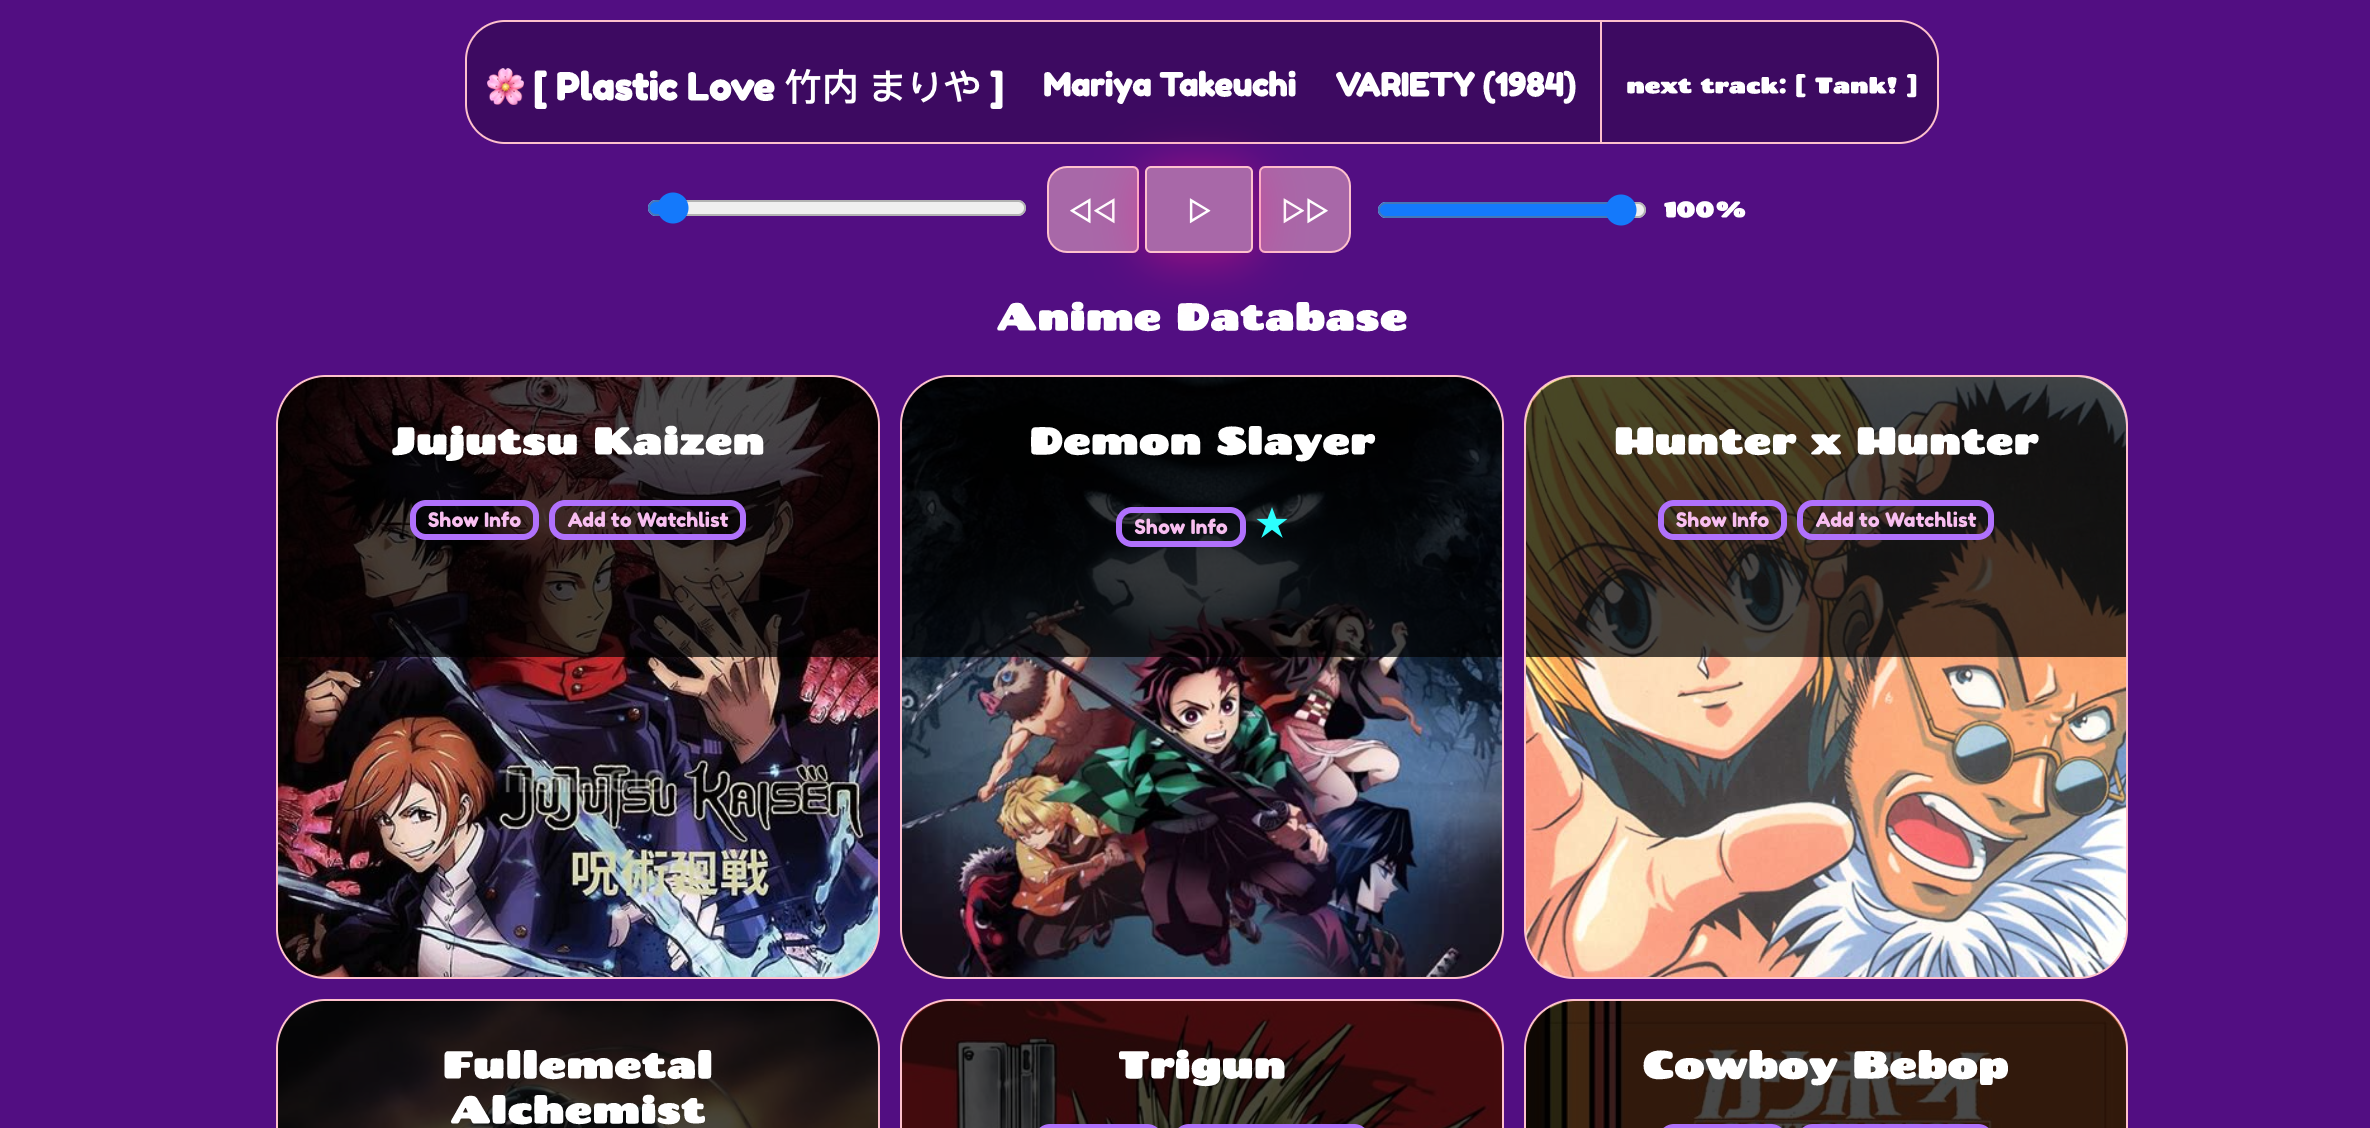 🌸 [ Plastic Love 竹内 まりや ] Mariya Takeuchi VARIETY (1984) next track: [ Tank! ]
100%
Anime Database
Jujutsu Kaizen
Show Info Add to Watchlist
JUJUTSU KAISEN
呪術廻戦
Demon Slayer
Show Info ★
Hunter x Hunter
Show Info Add to Watchlist
Fullemetal
Alchemist
Trigun
Cowboy Bebop